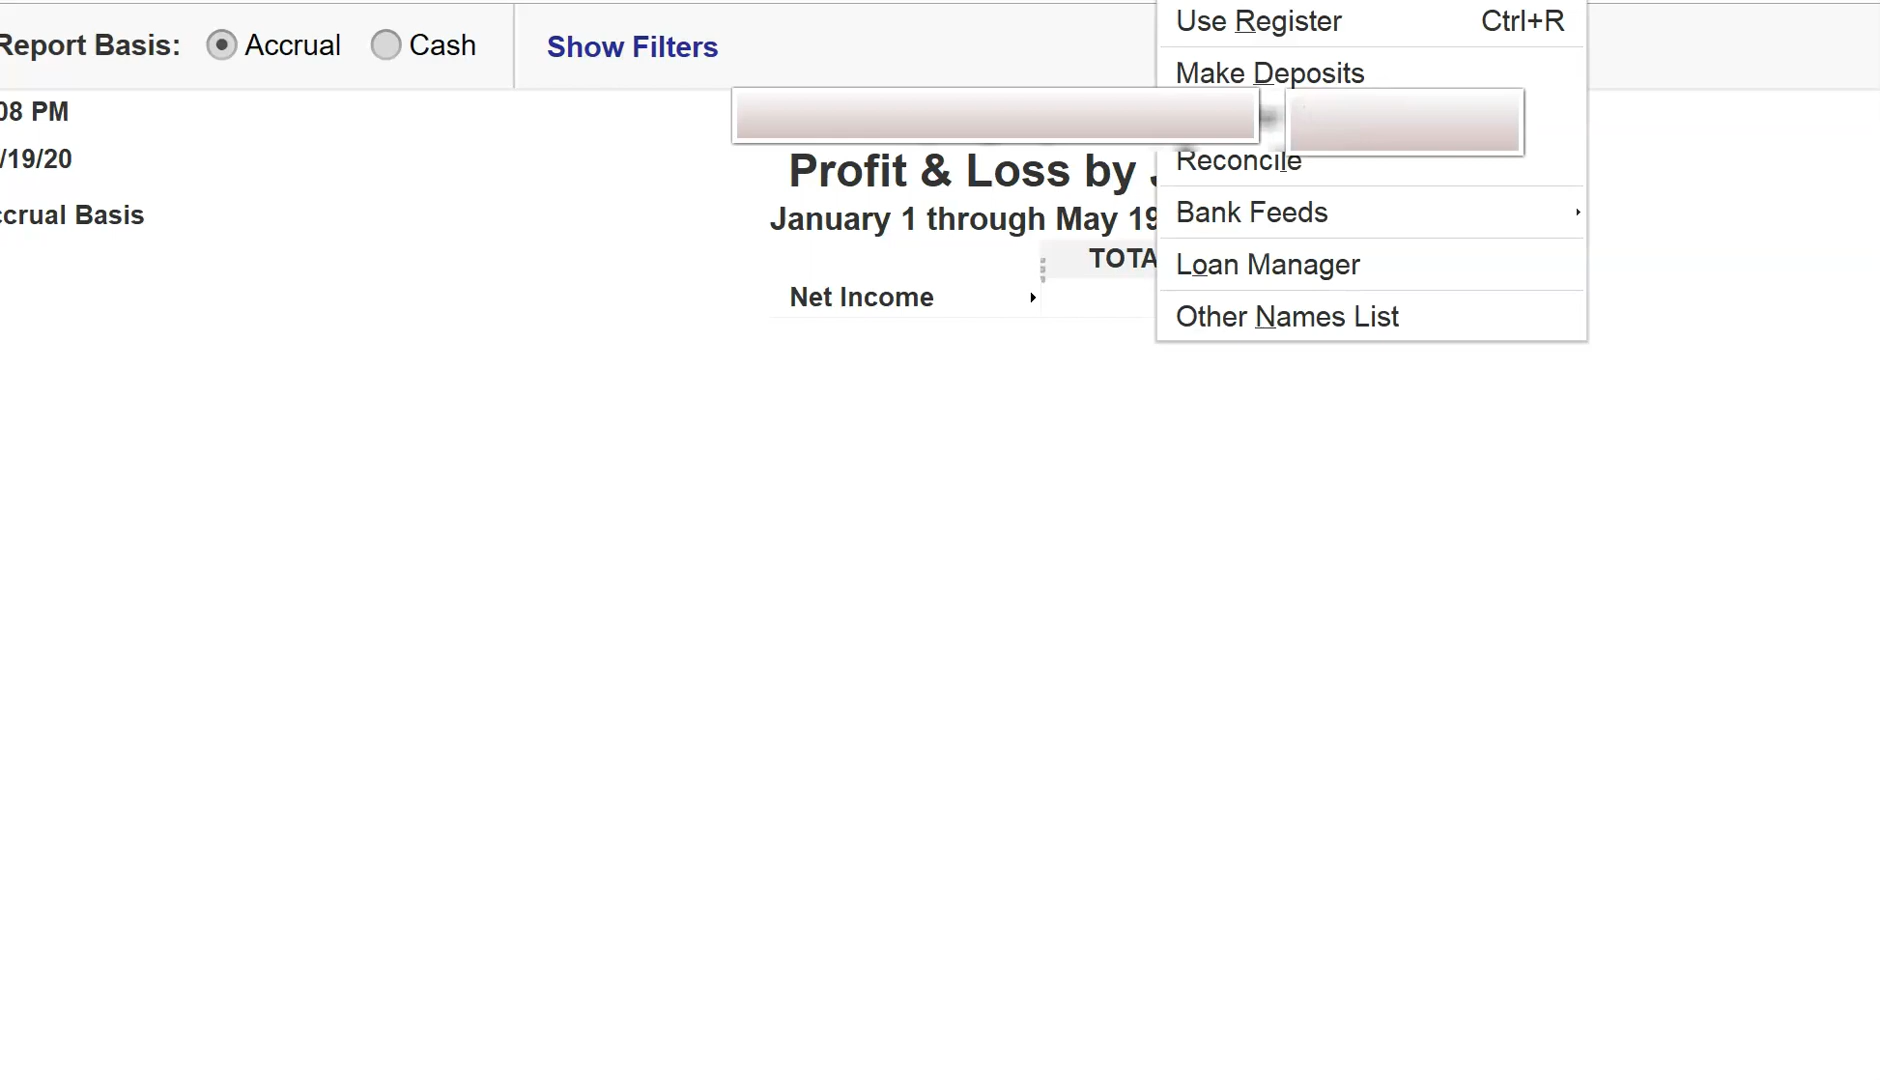 Use Register Ctrl+R
Report Basis: Accrual Cash Show Filters
Make Deposits
08 PM
/19/20
Reconcile
Profit & Loss by
ccrual Basis
January 1 through May 19
Bank Feeds
TOTA
Loan Manager
Net Income
Other Names List